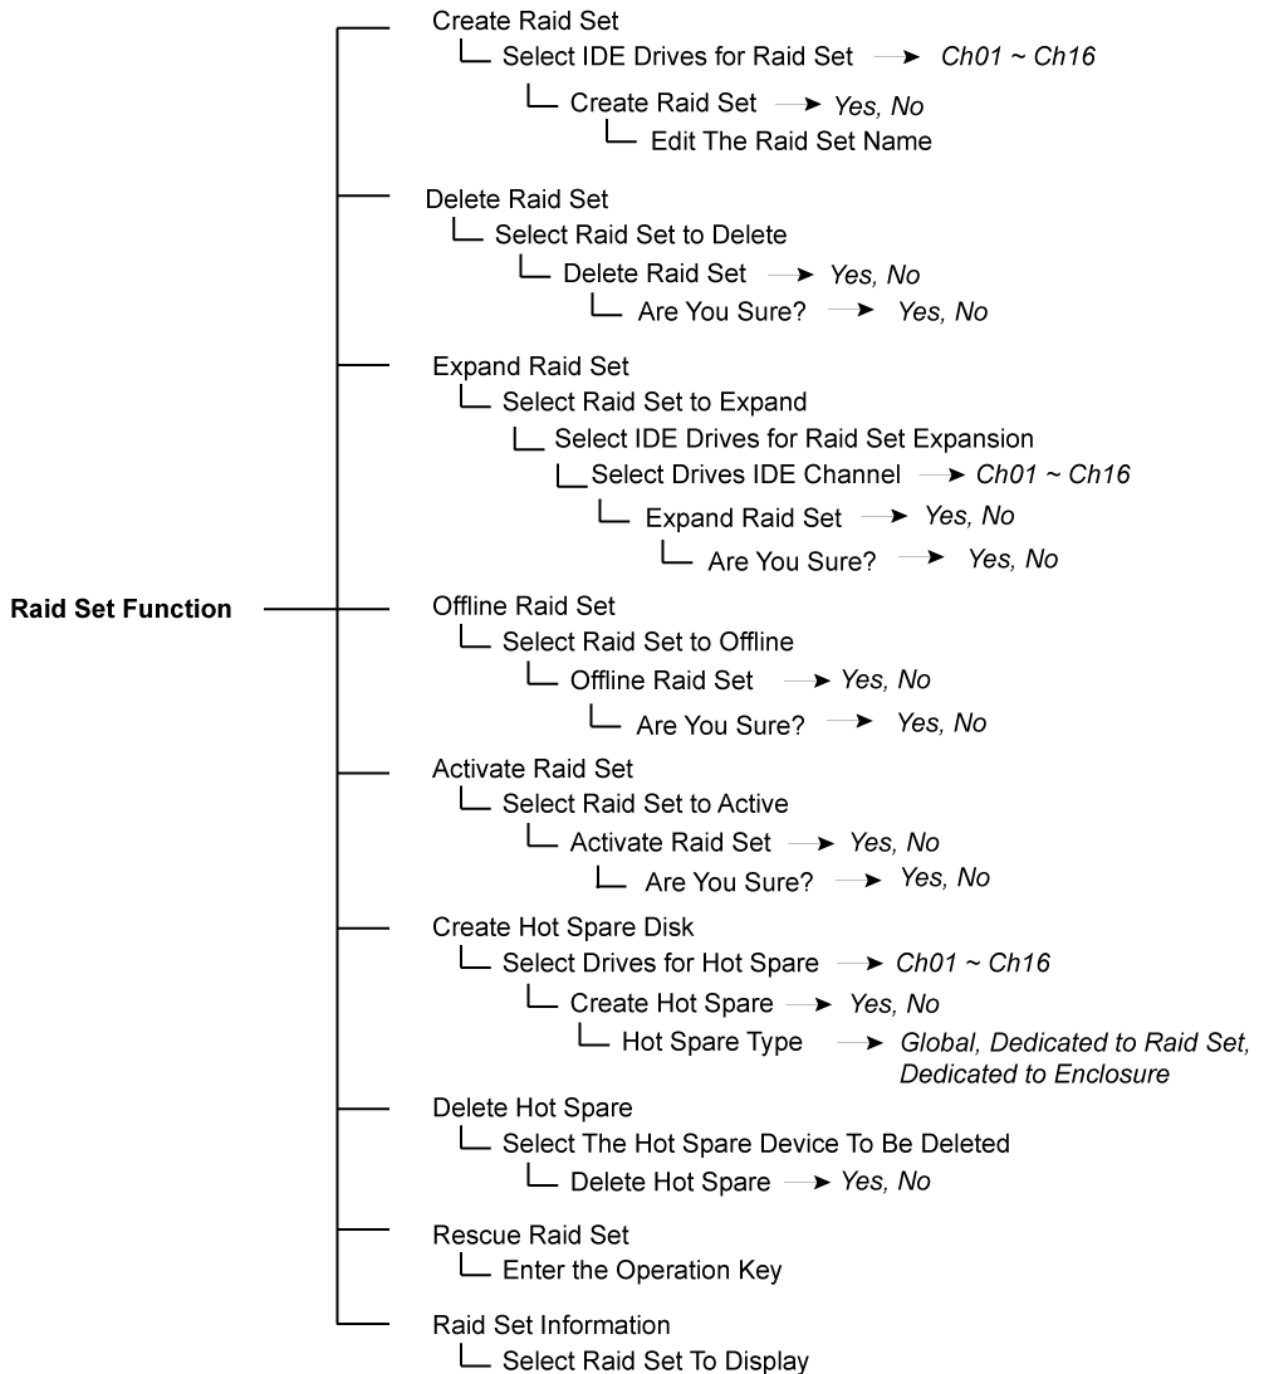 Create Raid Set
Select IDE Drives for Raid Set Ch01 ~ Ch16
Create Raid Set Yes, No
Edit The Raid Set Name
Delete Raid Set
Select Raid Set to Delete
Delete Raid Set Yes, No
Are You Sure? Yes, No
Expand Raid Set
Select Raid Set to Expand
Select IDE Drives for Raid Set Expansion
Select Drives IDE Channel Ch01 ~ Ch16
Expand Raid Set Yes, No
Are You Sure? Yes, No
Raid Set Function
Offline Raid Set
Select Raid Set to Offline
Offline Raid Set Yes, No
Are You Sure? Yes, No
Activate Raid Set
Select Raid Set to Active
Activate Raid Set Yes, No
Are You Sure? Yes, No
Create Hot Spare Disk
Select Drives for Hot Spare Ch01 ~ Ch16
Create Hot Spare Yes, No
Hot Spare Type Global, Dedicated to Raid Set,
Dedicated to Enclosure
Delete Hot Spare
Select The Hot Spare Device To Be Deleted
Delete Hot Spare Yes, No
Rescue Raid Set
Enter the Operation Key
Raid Set Information
Select Raid Set To Display